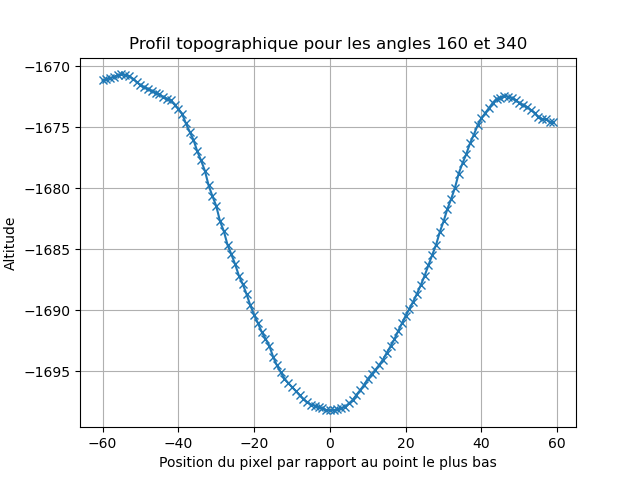 Profil topographique pour les angles 160 et 340
−1670
−1675
−1680
−1685
−1690
−1695
Altitude
−60 −40 −20 0 20 40 60
Position du pixel par rapport au point le plus bas